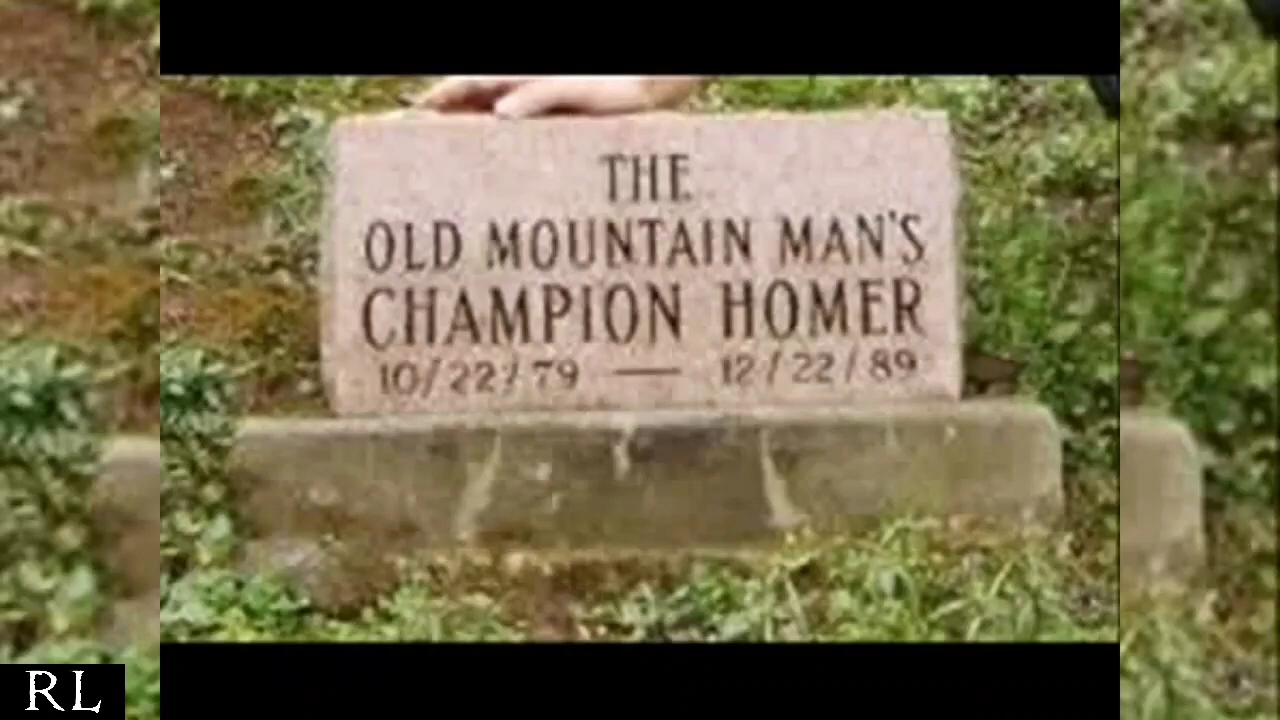 THE
OLD MOUNTAIN MAN'S
CHAMPION HOMER
10/22/79 — 12/22/89
RL